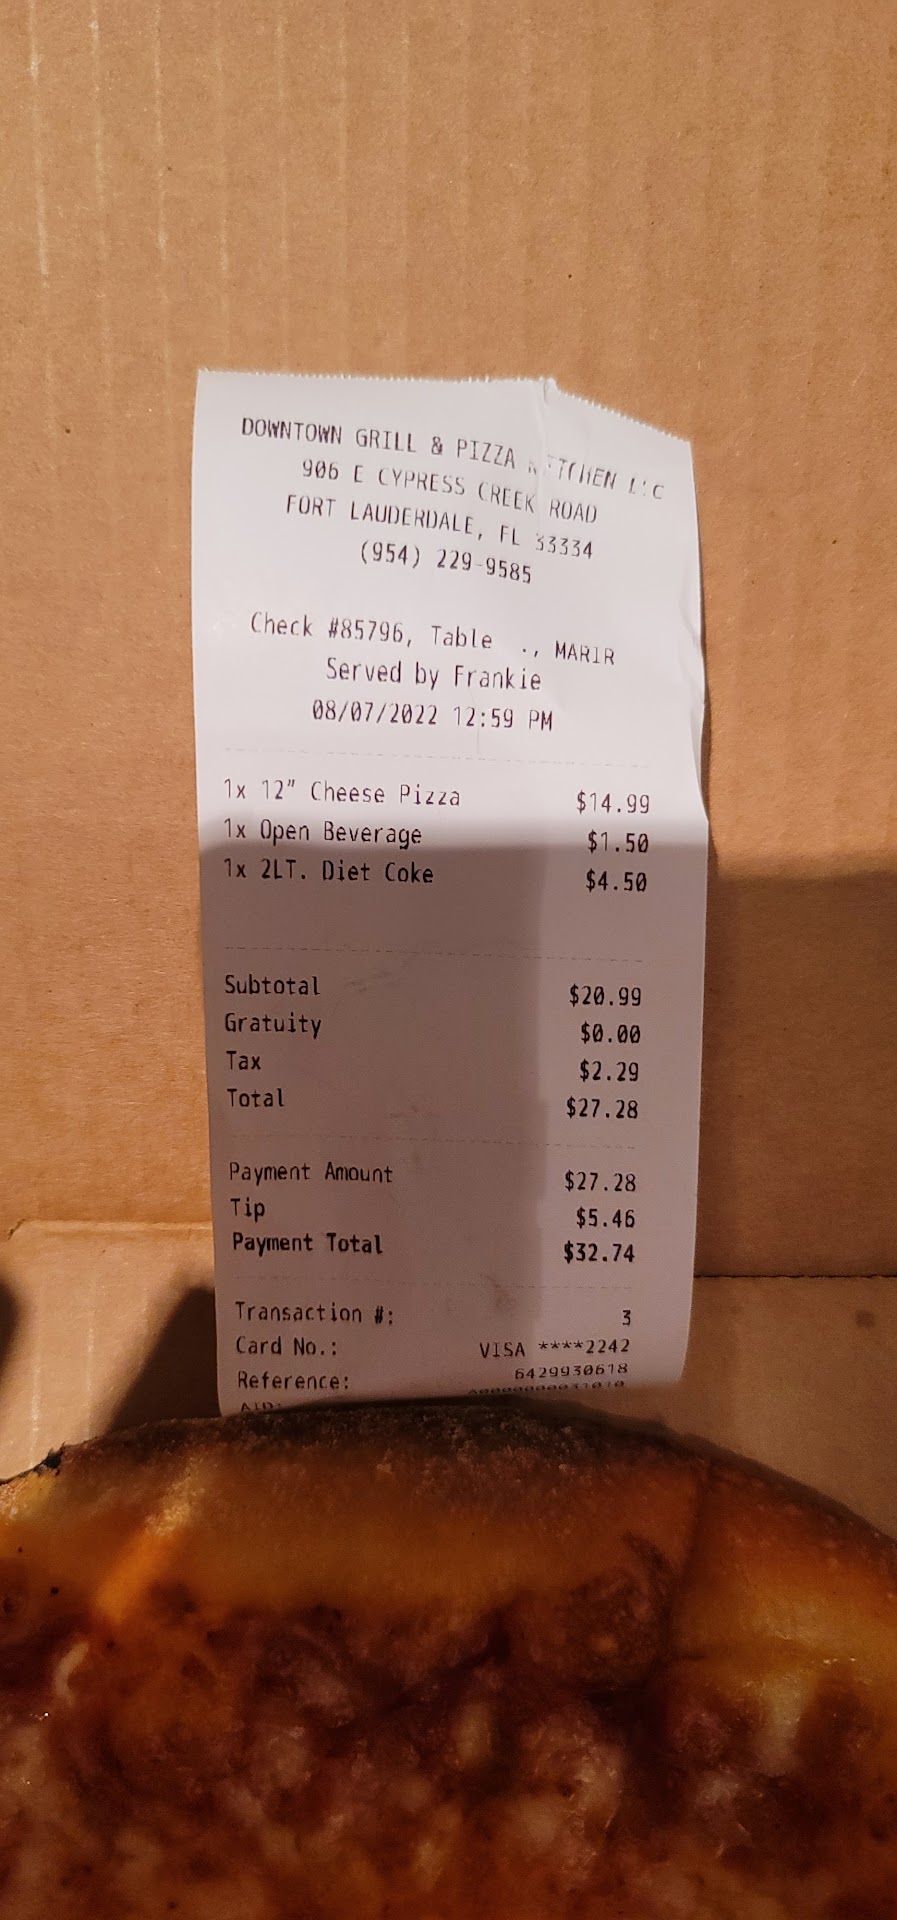 DOWNTOWN GRILL & PIZZA
906 E CYPRESS CREEK ROAD
FORT LAUDERDALE, FL 33334
(954) 229-9585
Check #85796, Table ., MARIR
Served by Frankie
08/07/2022 12:59 PM
1x 12" Cheese Pizza $14.99
1x Open Beverage $1.50
1x 2LT. Diet Coke $4.50
Subtotal $20.99
Gratuity $0.00
Tax $2.29
Total $27.28
Payment Amount $27.28
Tip $5.46
Payment Total $32.74
Transaction #: 3
Card No.: VISA ****2242
Reference: 6429930618
AID: